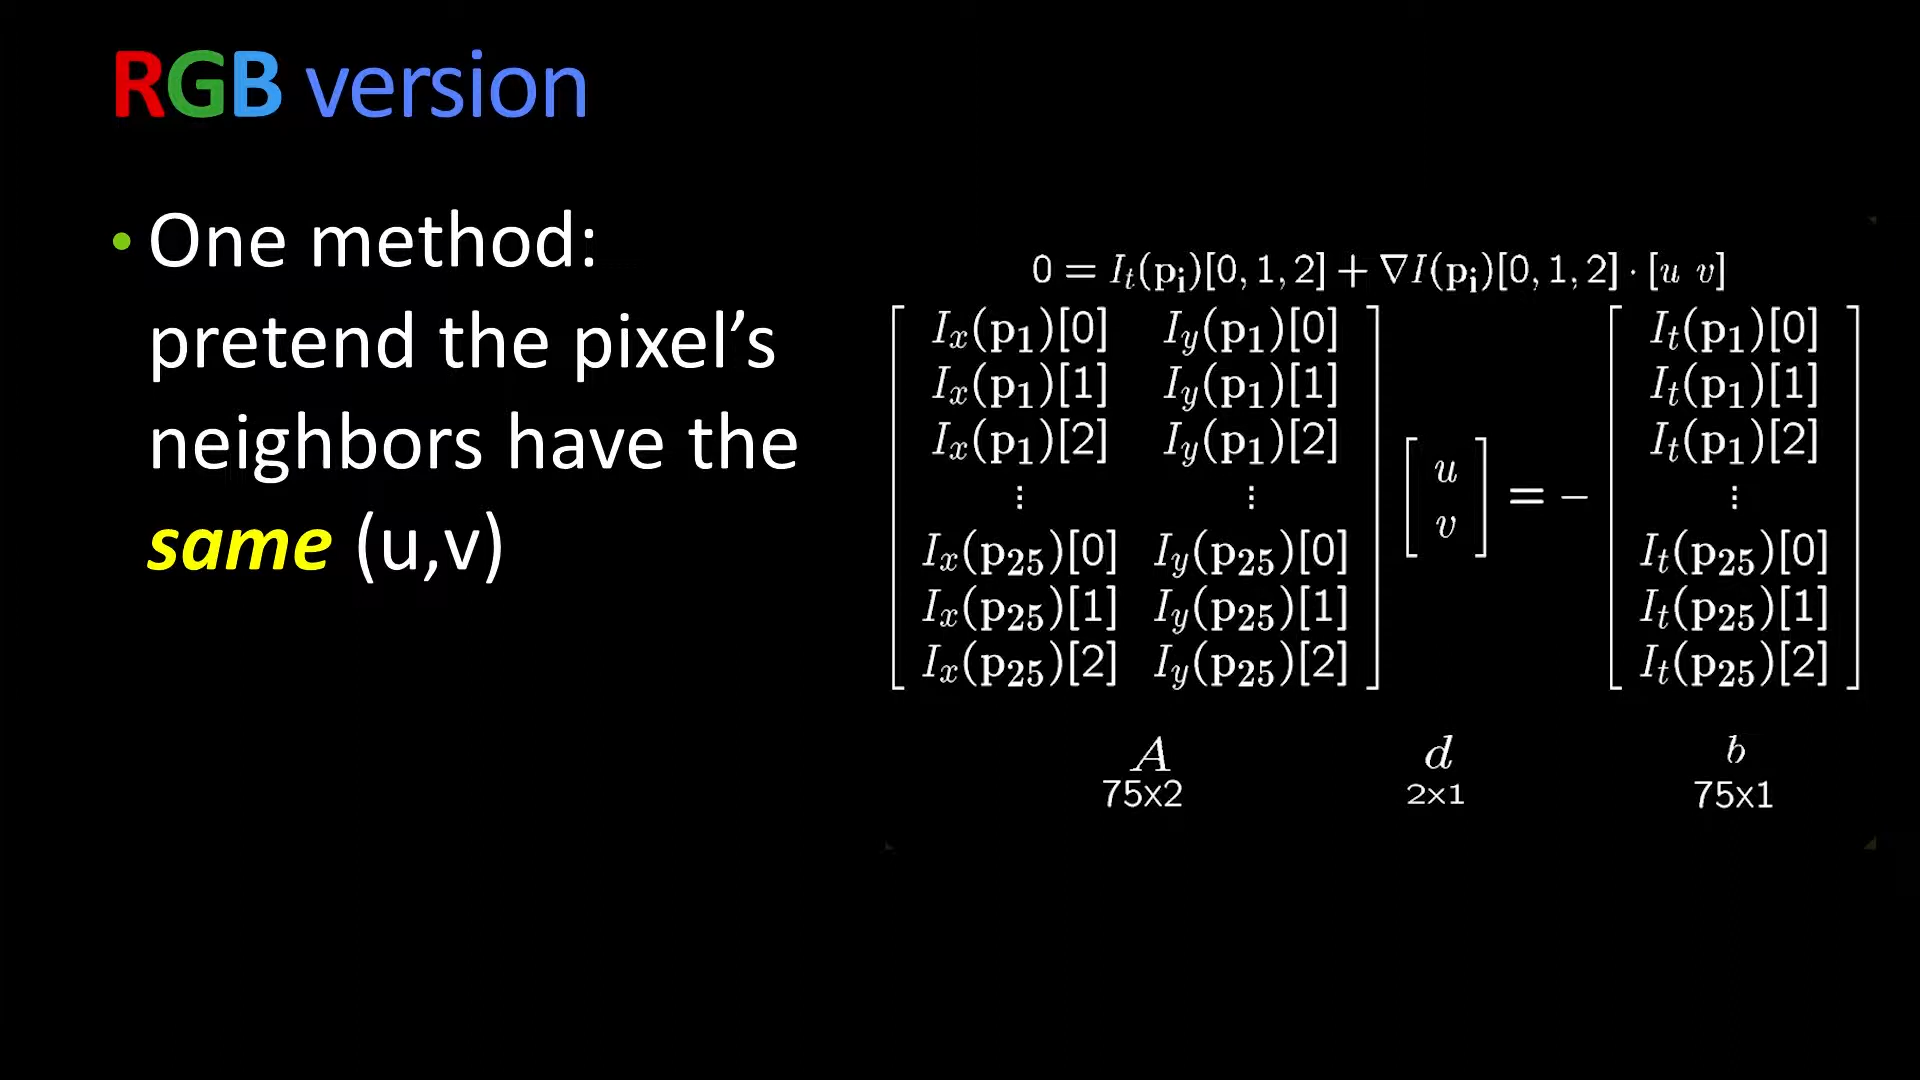 RGB version
• One method:
pretend the pixel's
neighbors have the
same (u,v)
0 = I_t(p_i)[0, 1, 2] + ∇I(p_i)[0, 1, 2] · [u v]
I_x(p_1)[0] I_y(p_1)[0] I_t(p_1)[0]
I_x(p_1)[1] I_y(p_1)[1] I_t(p_1)[1]
I_x(p_1)[2] I_y(p_1)[2] I_t(p_1)[2]
⋮ ⋮ [u v] = − ⋮
I_x(p_25)[0] I_y(p_25)[0] I_t(p_25)[0]
I_x(p_25)[1] I_y(p_25)[1] I_t(p_25)[1]
I_x(p_25)[2] I_y(p_25)[2] I_t(p_25)[2]
A d b
75x2 2×1 75x1